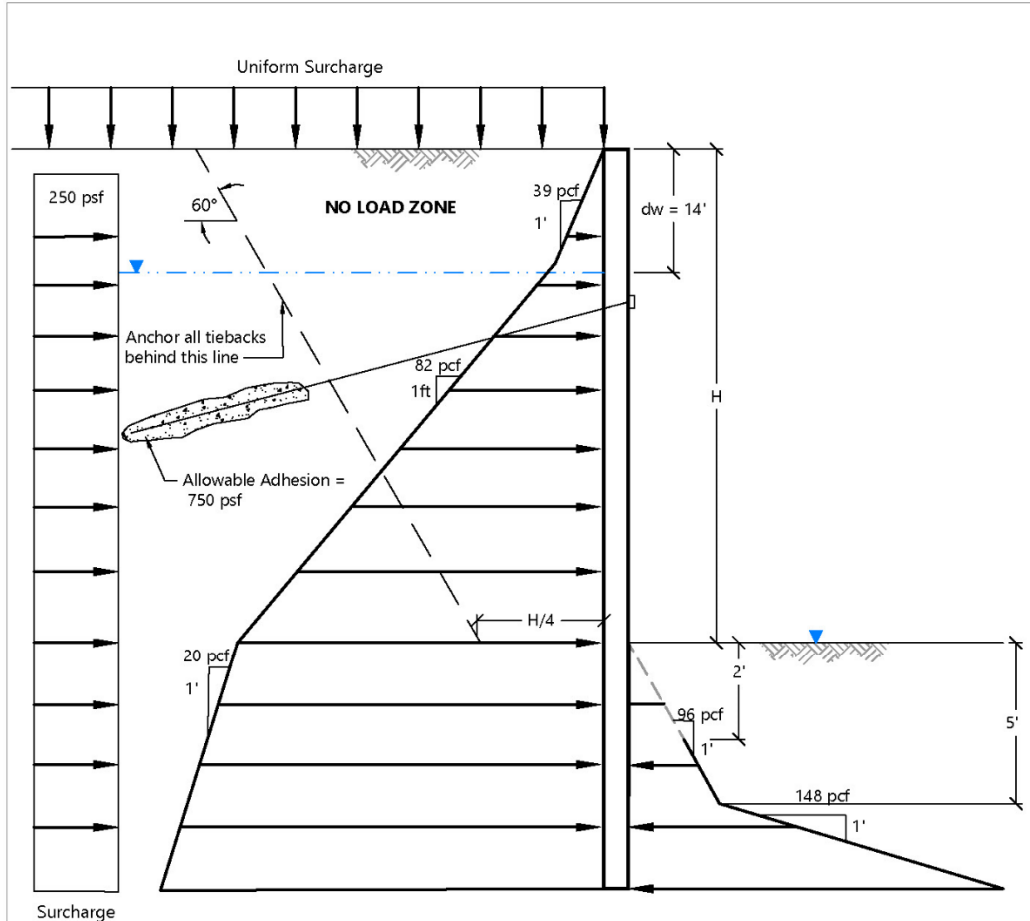 Uniform Surcharge
250 psf
60°
NO LOAD ZONE
39 pcf
1'
dw = 14'
Anchor all tiebacks
behind this line
82 pcf
1ft
H
Allowable Adhesion =
750 psf
H/4
20 pcf
1'
2'
96 pcf
1'
5'
148 pcf
1'
Surcharge